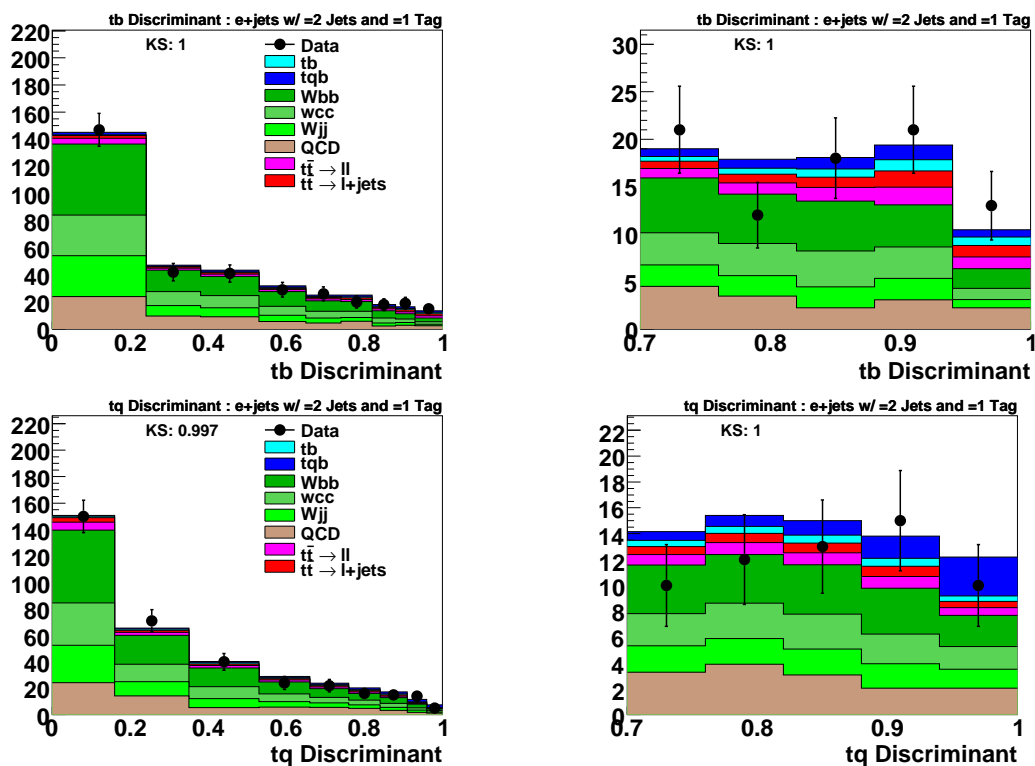 tb Discriminant : e+jets w/ =2 Jets and =1 Tag
220
200
180
160
140
120
100
80
60
40
20
0
KS: 1
Data
tb
tqb
Wbb
wcc
Wjj
QCD
tt̄ → ll
tt̄ → l+jets
0 0.2 0.4 0.6 0.8 1
tb Discriminant
tb Discriminant : e+jets w/ =2 Jets and =1 Tag
30
25
20
15
10
5
0
KS: 1
0.7 0.8 0.9 1
tb Discriminant
tq Discriminant : e+jets w/ =2 Jets and =1 Tag
220
200
180
160
140
120
100
80
60
40
20
0
KS: 0.997
Data
tb
tqb
Wbb
wcc
Wjj
QCD
tt̄ → ll
tt̄ → l+jets
0 0.2 0.4 0.6 0.8 1
tq Discriminant
tq Discriminant : e+jets w/ =2 Jets and =1 Tag
22
20
18
16
14
12
10
8
6
4
2
0
KS: 1
0.7 0.8 0.9 1
tq Discriminant